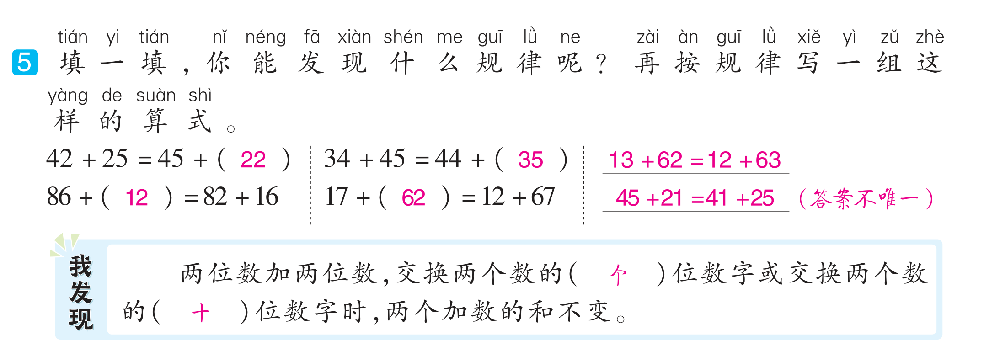 tián yi tián nǐ néng fā xiàn shén me guī lǜ ne zài àn guī lǜ xiě yì zǔ zhè
5 填一填，你能发现什么规律呢？再按规律写一组这
yàng de suàn shì
样的算式。
42+25=45+( 22 ) 34+45=44+( 35 ) 13+62=12+63
86+( 12 )=82+16 17+( 62 )=12+67 45+21=41+25 (答案不唯一)
我发现
两位数加两位数,交换两个数的( 个 )位数字或交换两个数
的( 十 )位数字时,两个加数的和不变。